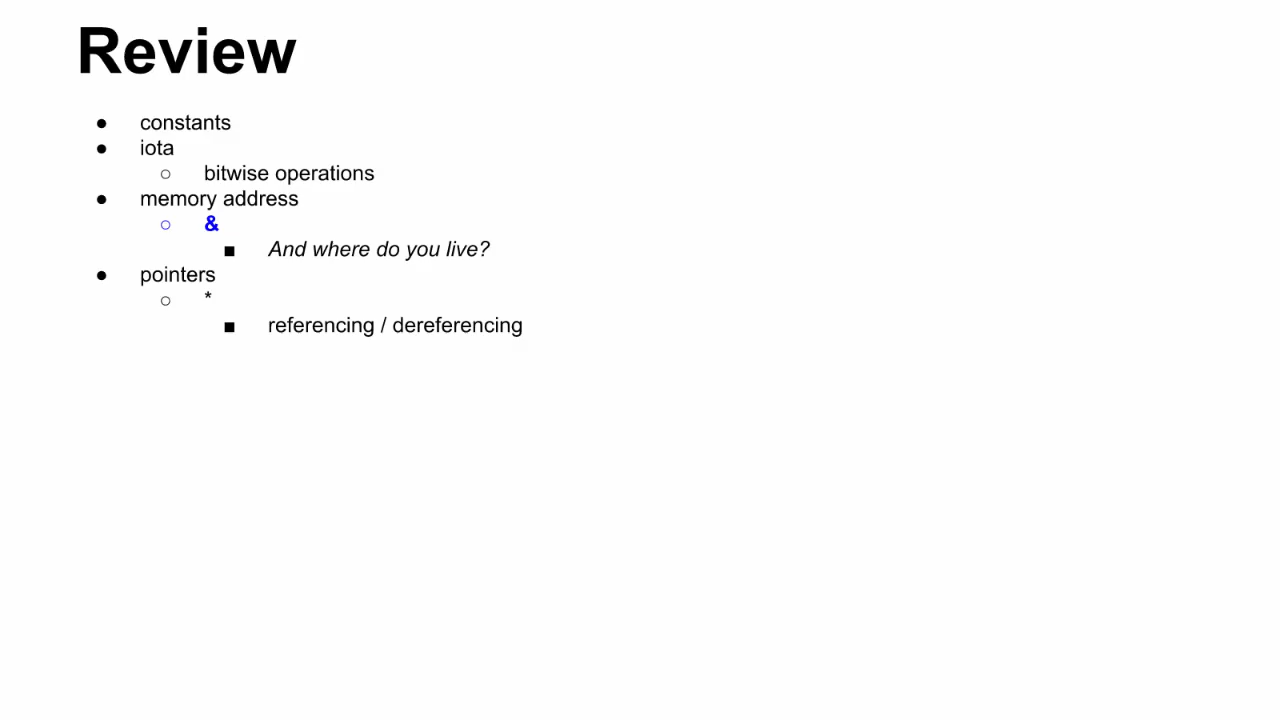 Review
● constants
● iota
○ bitwise operations
● memory address
○ &
■ And where do you live?
● pointers
○ *
■ referencing / dereferencing